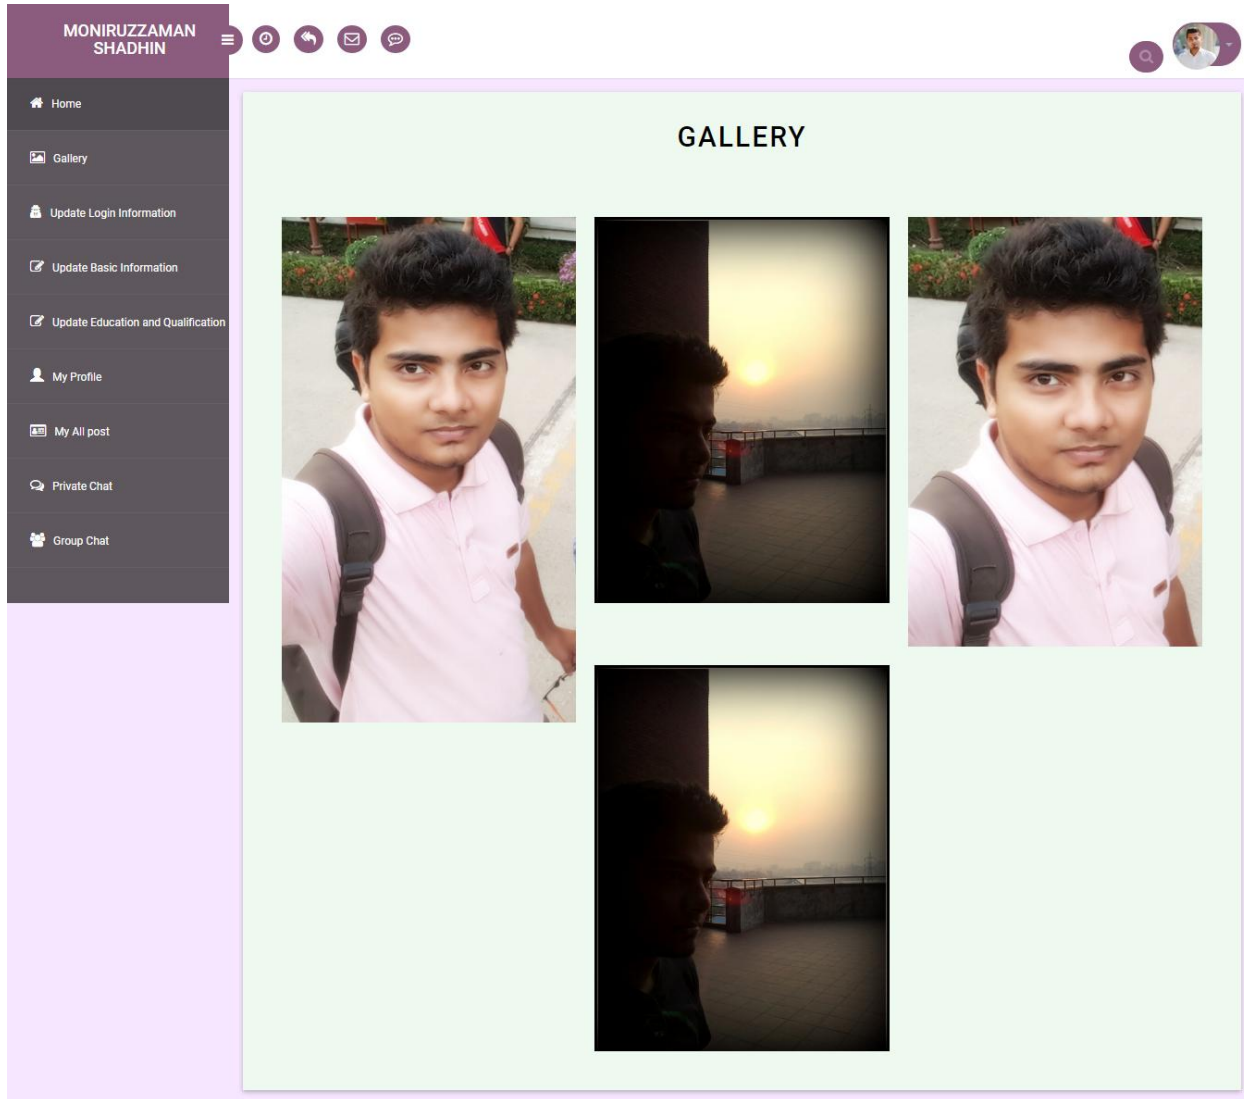 MONIRUZZAMAN
SHADHIN
Home
Gallery
Update Login Information
Update Basic Information
Update Education and Qualification
My Profile
My All post
Private Chat
Group Chat
GALLERY